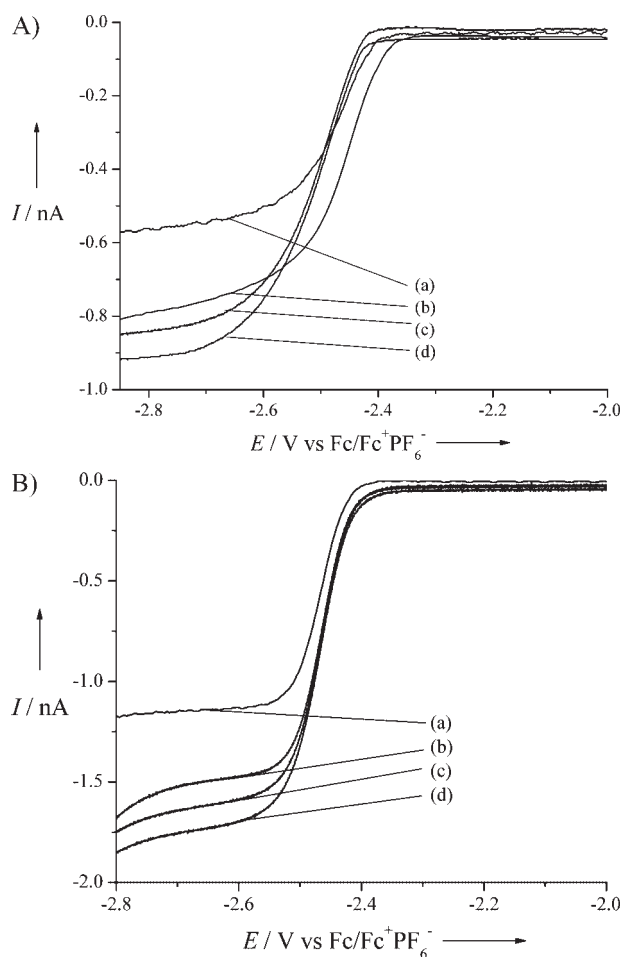 A)
0.0
-0.2
-0.4
I / nA
-0.6
(a)
(b)
-0.8
(c)
(d)
-1.0
-2.8 -2.6 -2.4 -2.2 -2.0
E / V vs Fc/Fc⁺PF₆⁻
B)
0.0
-0.5
I / nA
-1.0
(a)
(b)
-1.5
(c)
(d)
-2.0
-2.8 -2.6 -2.4 -2.2 -2.0
E / V vs Fc/Fc⁺PF₆⁻